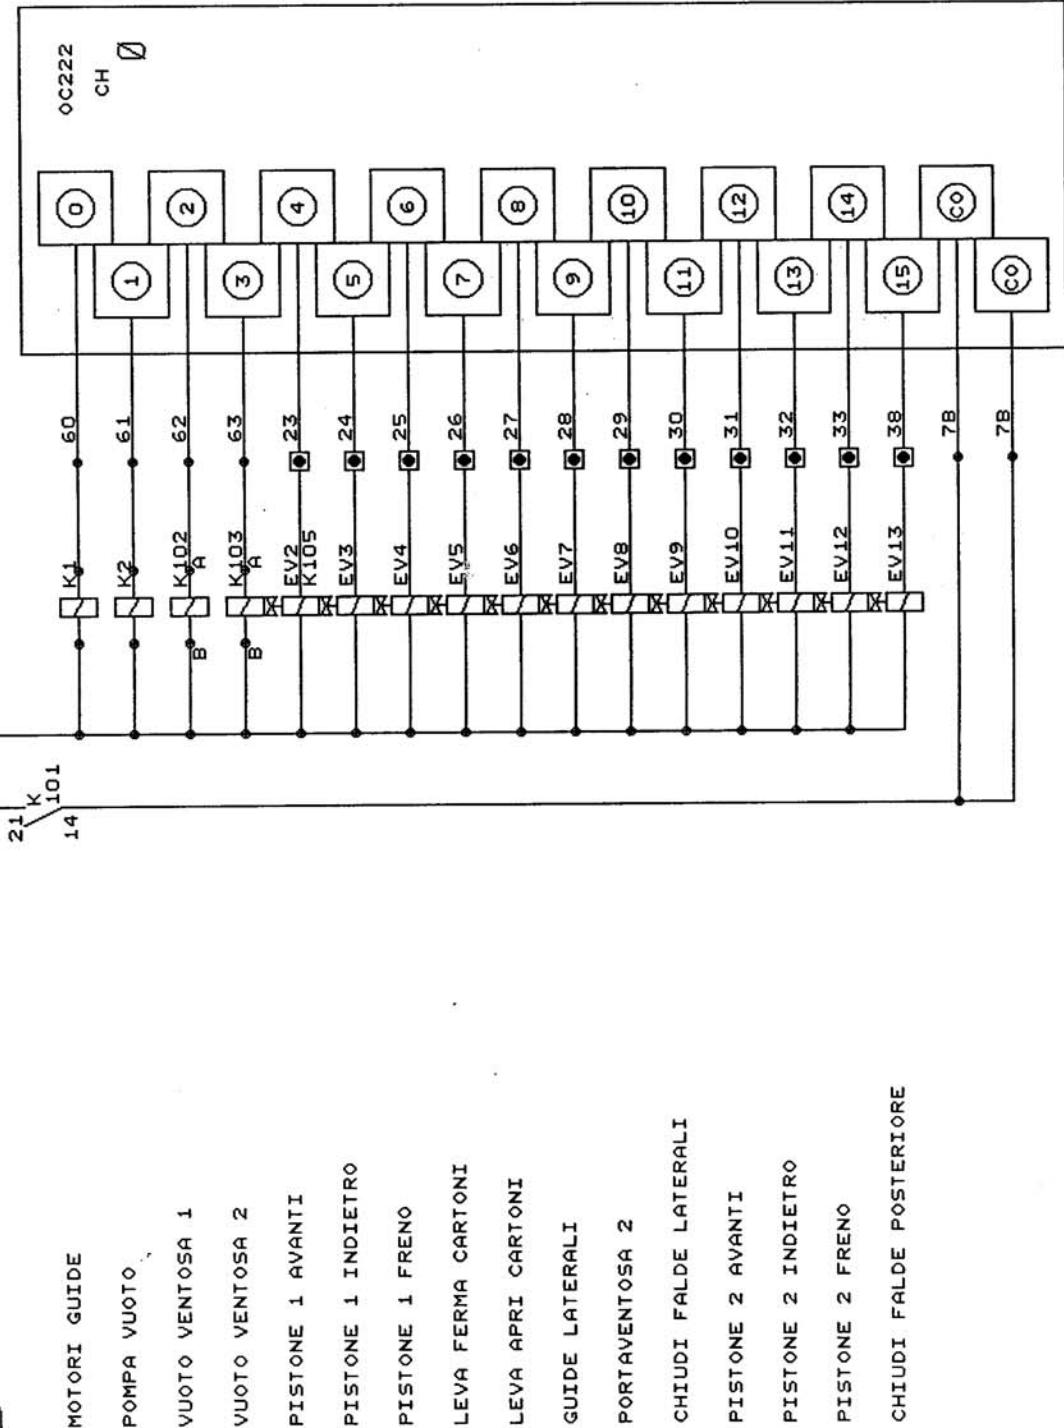 MOTORI GUIDE
POMPA VUOTO
VUOTO VENTOSA 1
VUOTO VENTOSA 2
PISTONE 1 AVANTI
PISTONE 1 INDIETRO
PISTONE 1 FRENO
LEVA FERMA CARTONI
LEVA APRI CARTONI
GUIDE LATERALI
PORTAVENTOSA 2
CHIUDI FALDE LATERALI
PISTONE 2 AVANTI
PISTONE 2 INDIETRO
PISTONE 2 FRENO
CHIUDI FALDE POSTERIORE
21
K
101
14
B
B
K1
K2
K102
A
K103
A
EV2
K105
EV3
EV4
EV5
EV6
EV7
EV8
EV9
EV10
EV11
EV12
EV13
60
61
62
63
23
24
25
26
27
28
29
30
31
32
33
38
7B
7B
0
1
2
3
4
5
6
7
8
9
10
11
12
13
14
15
CO
CO
OC222
CH 0